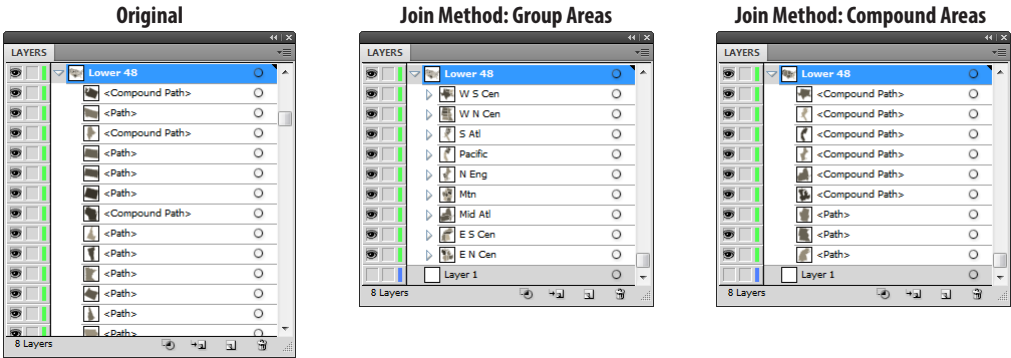 Original
LAYERS
Lower 48
<Compound Path>
<Path>
<Compound Path>
<Path>
<Path>
<Path>
<Compound Path>
<Path>
<Path>
<Path>
<Path>
<Path>
<Path>
8 Layers
Join Method: Group Areas
LAYERS
Lower 48
W S Cen
W N Cen
S Atl
Pacific
N Eng
Mtn
Mid Atl
E S Cen
E N Cen
Layer 1
8 Layers
Join Method: Compound Areas
LAYERS
Lower 48
<Compound Path>
<Compound Path>
<Compound Path>
<Compound Path>
<Compound Path>
<Compound Path>
<Path>
<Path>
<Path>
Layer 1
8 Layers